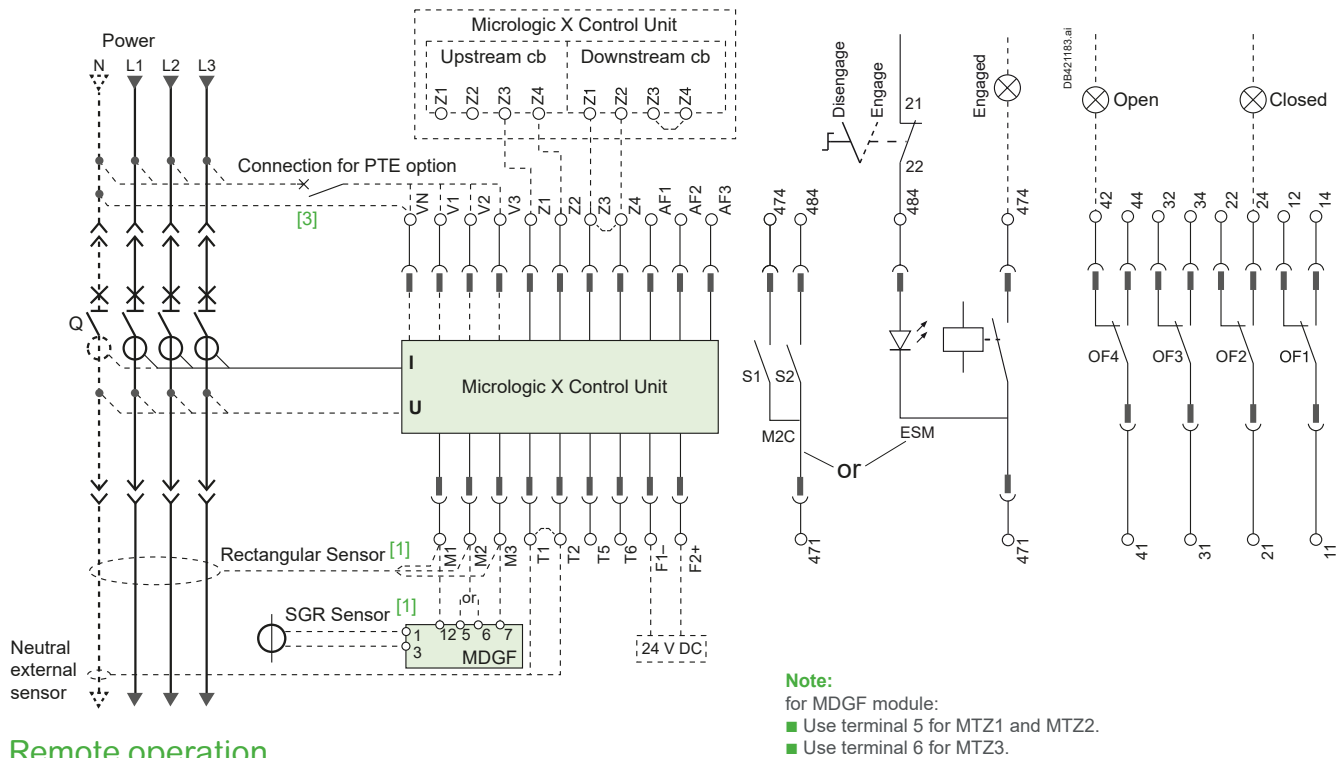 Micrologic X Control Unit
Upstream cb
Downstream cb
Z1 Z2 Z3 Z4 Z1 Z2 Z3 Z4
Power
N L1 L2 L3
Connection for PTE option
[3]
VN V1 V2 V3 Z1 Z2 Z3 Z4 AF1 AF2 AF3
Q
I
U
Micrologic X Control Unit
M1 M2 M3 T1 T2 T5 T6 F1– F2+
Rectangular Sensor [1]
or
SGR Sensor [1]
1 12 5 6 7
3
MDGF
24 V DC
Neutral
external
sensor
474 484
S1 S2
M2C
or
ESM
471
Disengage
Engage
21
22
484
Engaged
474
471
DB421183.ai
Open
Closed
42 44 32 34 22 24 12 14
OF4 OF3 OF2 OF1
41 31 21 11
Note:
for MDGF module:
■ Use terminal 5 for MTZ1 and MTZ2.
■ Use terminal 6 for MTZ3.
Remote operation